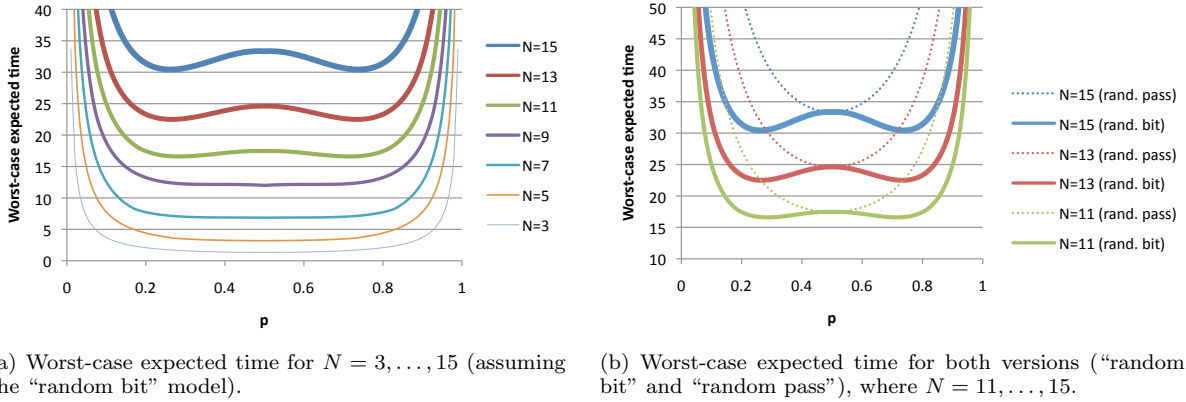 40
35
30
25
20
15
10
5
0
Worst-case expected time
0 0.2 0.4 0.6 0.8 1
p
N=15
N=13
N=11
N=9
N=7
N=5
N=3
50
45
40
35
30
25
20
15
10
Worst-case expected time
0 0.2 0.4 0.6 0.8 1
p
N=15 (rand. pass)
N=15 (rand. bit)
N=13 (rand. pass)
N=13 (rand. bit)
N=11 (rand. pass)
N=11 (rand. bit)
a) Worst-case expected time for N = 3, . . . , 15 (assuming
he “random bit” model).
(b) Worst-case expected time for both versions (“random
bit” and “random pass”), where N = 11, . . . , 15.